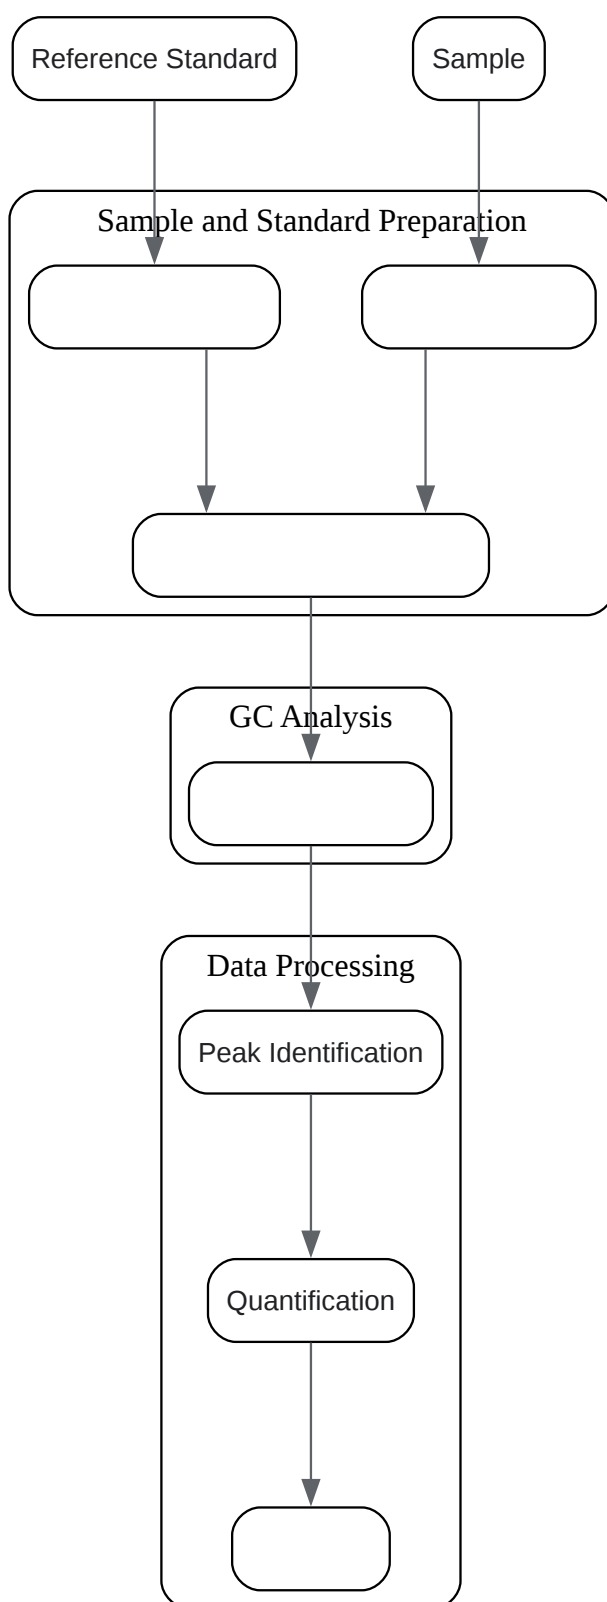 Reference Standard
Sample
Sample and Standard Preparation
GC Analysis
Data Processing
Peak Identification
Quantification